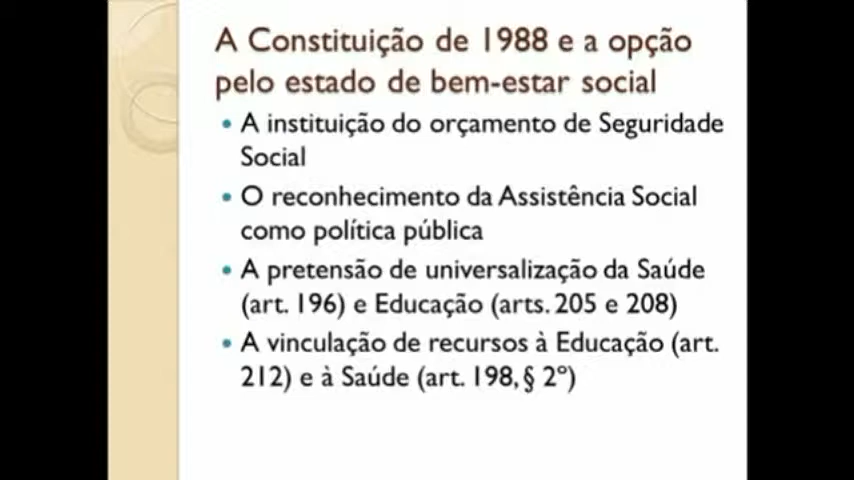 A Constituição de 1988 e a opção
pelo estado de bem-estar social
• A instituição do orçamento de Seguridade
Social
• O reconhecimento da Assistência Social
como política pública
• A pretensão de universalização da Saúde
(art. 196) e Educação (arts. 205 e 208)
• A vinculação de recursos à Educação (art.
212) e à Saúde (art. 198, § 2º)